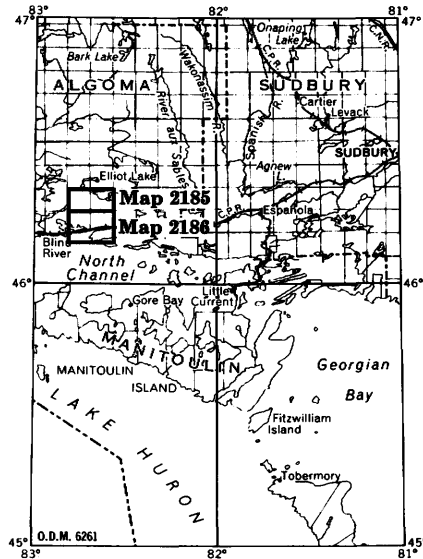 83° 82° 81°
47° 47°
Bark Lake
Onaping
Lake
C.P.R.
C.N.R.
Wakonassim R.
ALGOMA SUDBURY
River aux Sables
Spanish R.
Cartier
Levack
SUDBURY
Elliot Lake
Agnew L.
Map 2185
C.P.R.
Espanola
Map 2186
Blind
River
North
Channel
46° 46°
Little
Current
Gore Bay
MANITOULIN
MANITOULIN
ISLAND
Georgian
Bay
LAKE HURON
Fitzwilliam
Island
Tobermory
O.D.M. 6261
45° 45°
83° 82° 81°